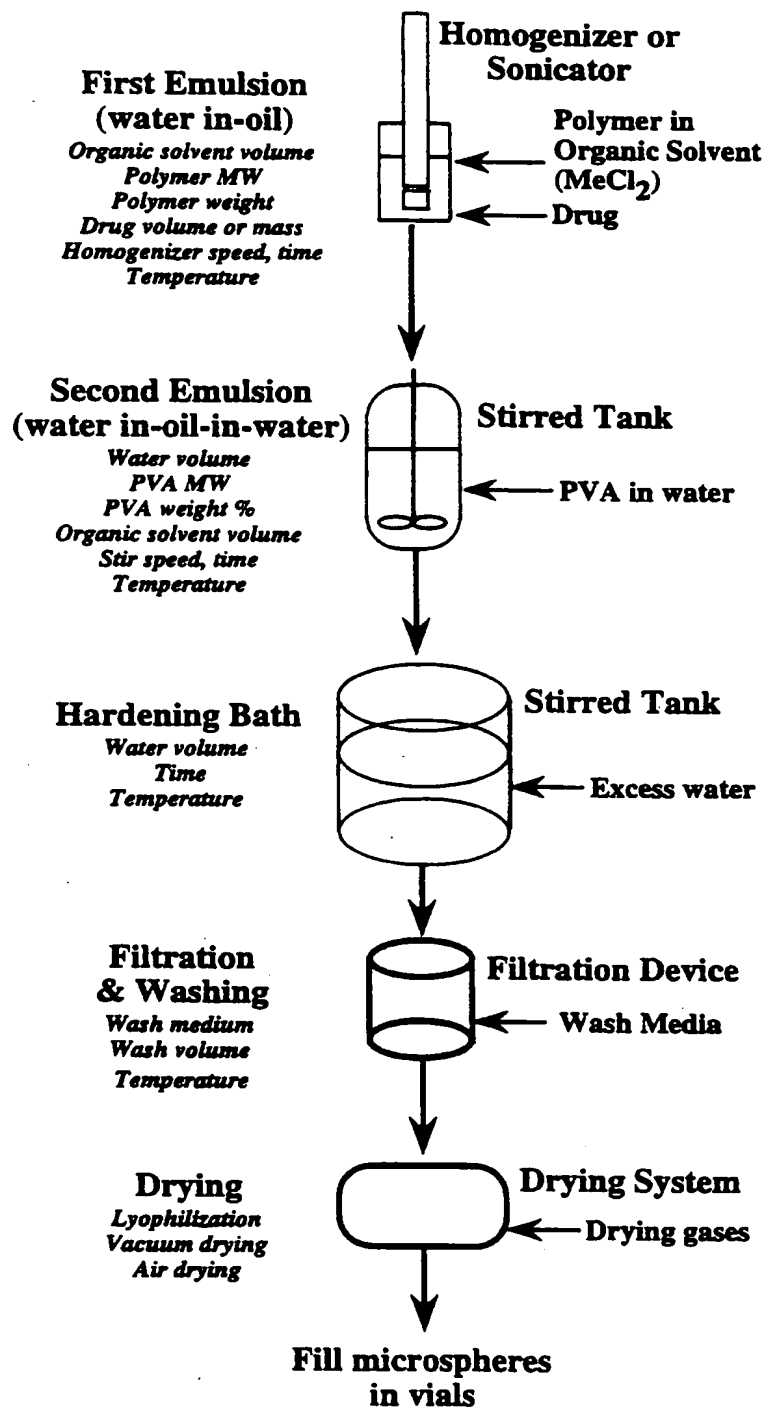 Homogenizer or
Sonicator
First Emulsion
(water in-oil)
Organic solvent volume
Polymer MW
Polymer weight
Drug volume or mass
Homogenizer speed, time
Temperature
Polymer in
Organic Solvent
(MeCl2)
Drug
Second Emulsion
(water in-oil-in-water)
Water volume
PVA MW
PVA weight %
Organic solvent volume
Stir speed, time
Temperature
Stirred Tank
PVA in water
Hardening Bath
Water volume
Time
Temperature
Stirred Tank
Excess water
Filtration
& Washing
Wash medium
Wash volume
Temperature
Filtration Device
Wash Media
Drying
Lyophilization
Vacuum drying
Air drying
Drying System
Drying gases
Fill microspheres
in vials